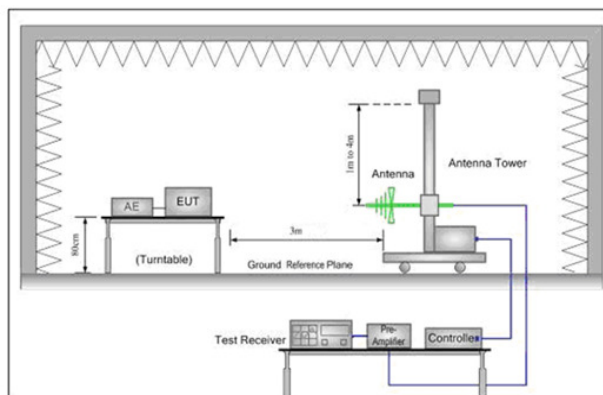 1m to 4m
Antenna
Antenna Tower
AE
EUT
80cm
(Turntable)
3m
Ground Reference Plane
Test Receiver
Pre-
Amplifier
Controller